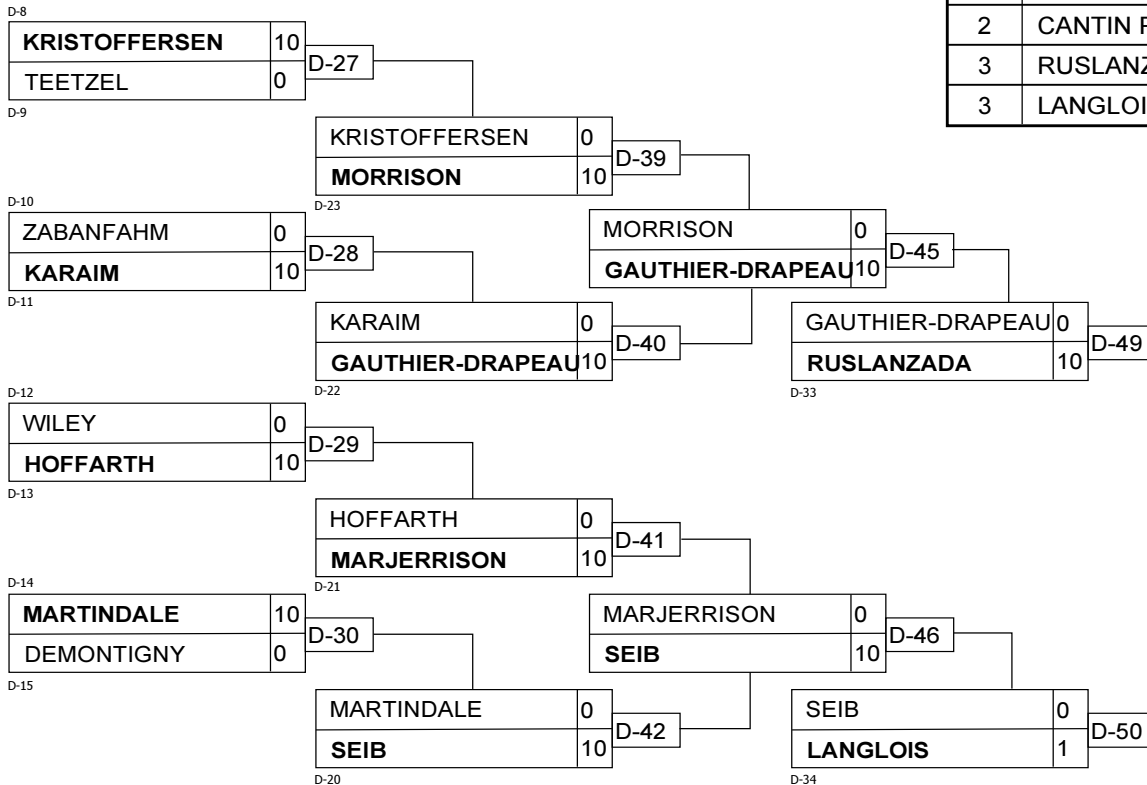 D-8
KRISTOFFERSEN 10
D-27
TEETZEL 0
D-9
2 CANTIN
3
3
KRISTOFFERSEN 0
D-39
MORRISON 10
D-23
D-10
ZABANFAHM 0
D-28
KARAIM 10
D-11
MORRISON 0
D-45
GAUTHIER-DRAPEAU 10
KARAIM 0
D-40
GAUTHIER-DRAPEAU 10
D-22
GAUTHIER-DRAPEAU 0
D-49
RUSLANZADA 10
D-33
D-12
WILEY 0
D-29
HOFFARTH 10
D-13
HOFFARTH 0
D-41
MARJERRISON 10
D-21
D-14
MARTINDALE 10
D-30
DEMONTIGNY 0
D-15
MARJERRISON 0
D-46
SEIB 10
MARTINDALE 0
D-42
SEIB 10
D-20
SEIB 0
D-50
LANGLOIS 1
D-34